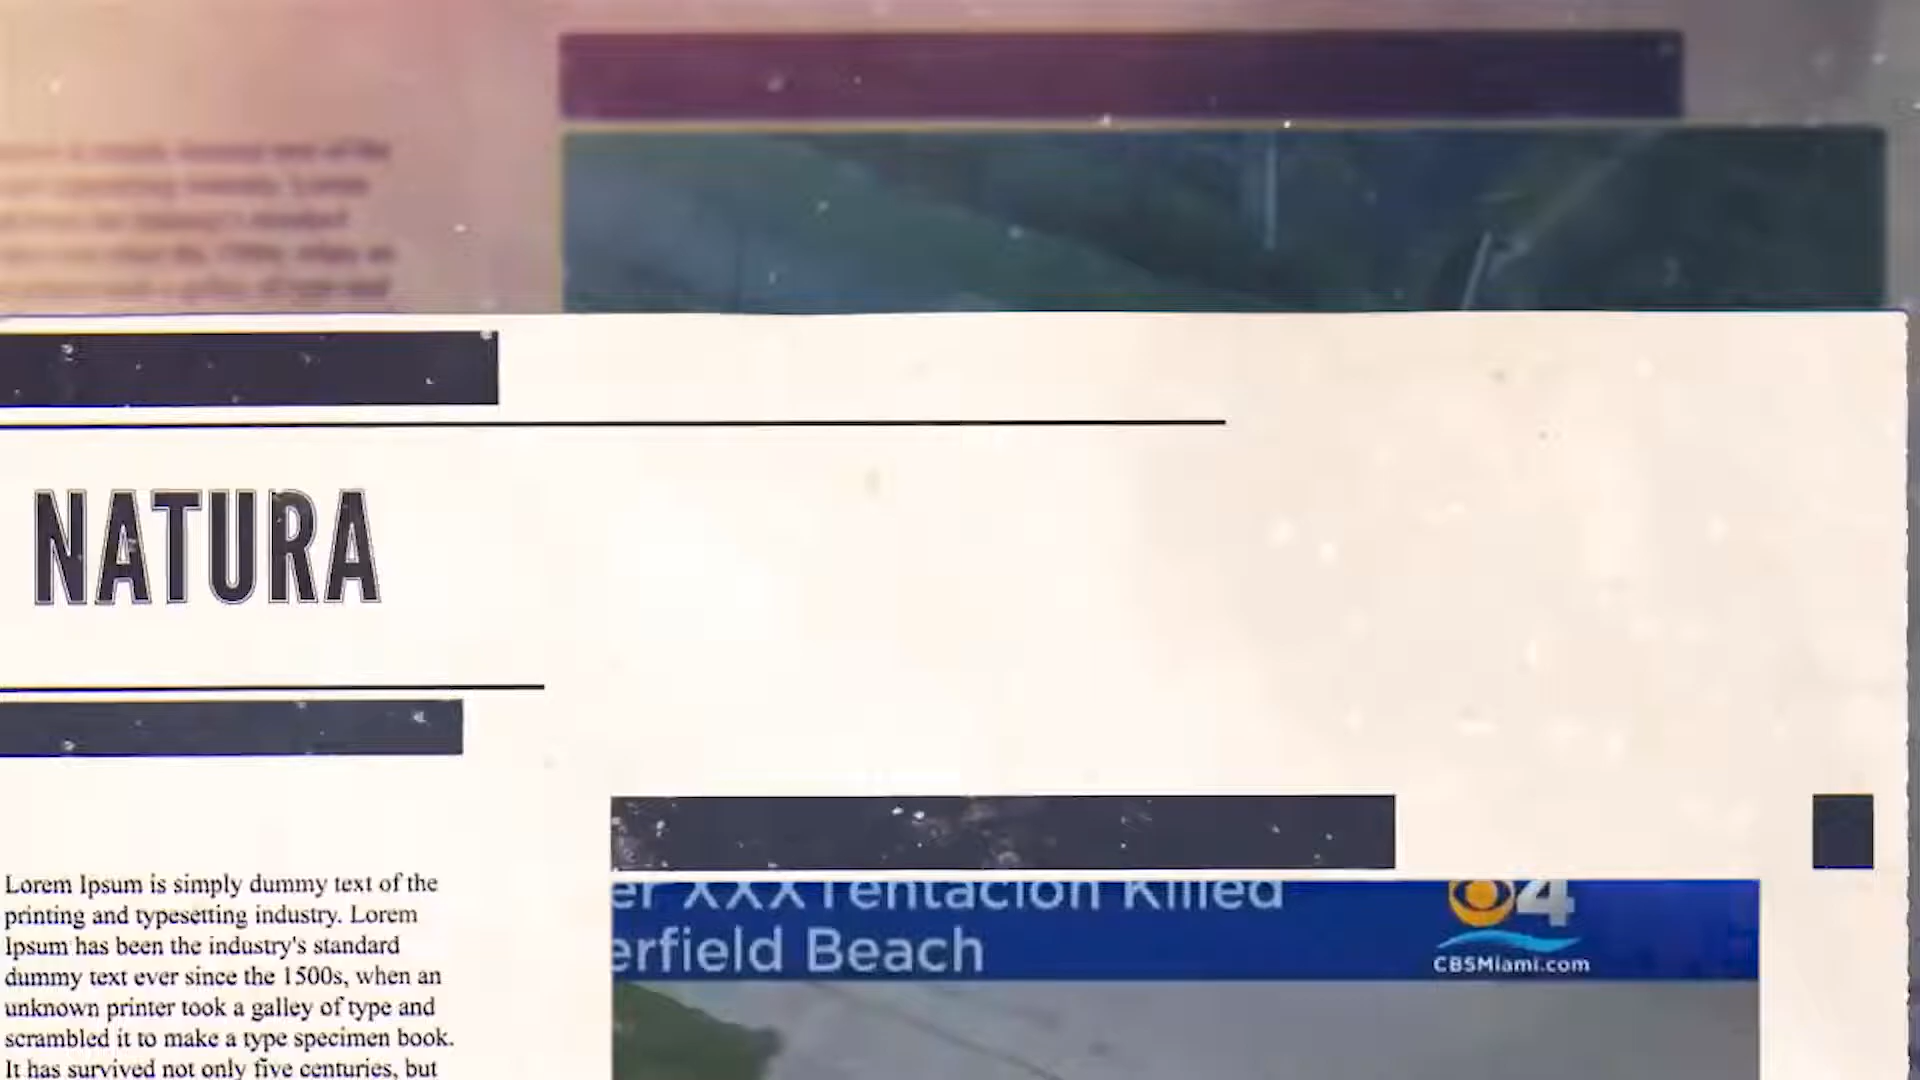 NATURA
Lorem Ipsum is simply dummy text of the
printing and typesetting industry. Lorem
Ipsum has been the industry's standard
dummy text ever since the 1500s, when an
unknown printer took a galley of type and
scrambled it to make a type specimen book.
It has survived not only five centuries, but
er XXXTentacion Killed
erfield Beach
4
CBSMiami.com